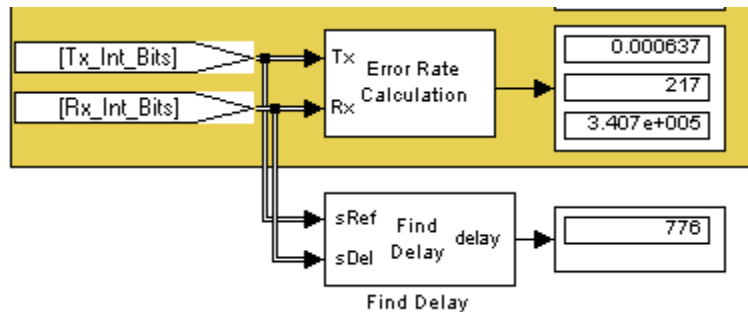 [Tx_Int_Bits]
[Rx_Int_Bits]
Tx
Rx
Error Rate
Calculation
0.000637
217
3.407e+005
sRef
sDel
Find
Delay
delay
776
Find Delay